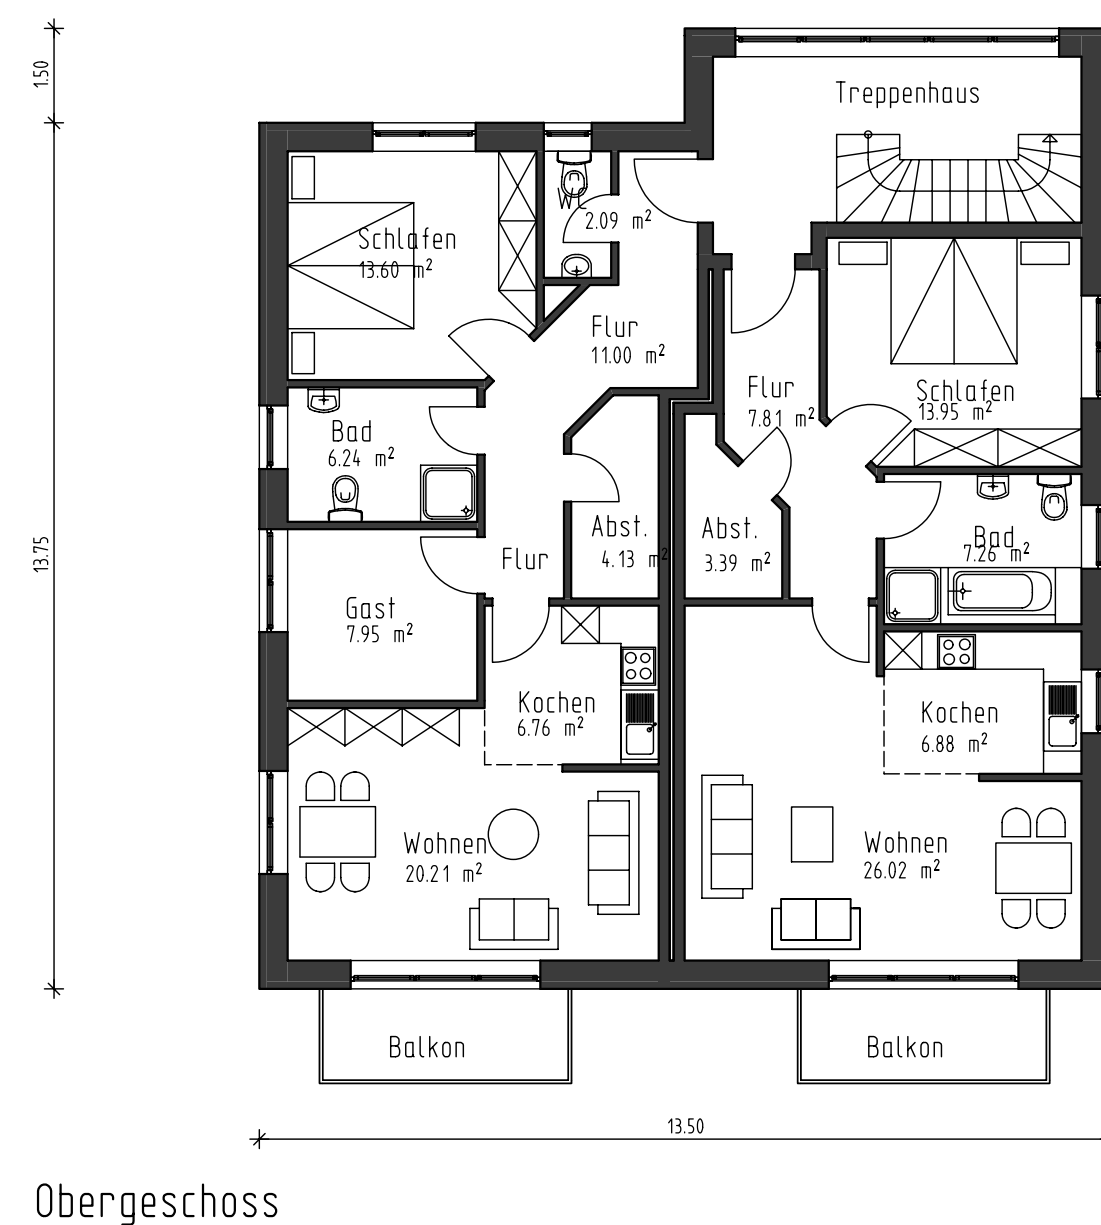 1.50
Treppenhaus
WC
2.09 m²
Schlafen
13.60 m²
Flur
11.00 m²
Flur
7.81 m²
Schlafen
13.95 m²
Bad
6.24 m²
Abst.
4.13 m²
Abst.
3.39 m²
Bad
7.26 m²
13.75
Flur
Gast
7.95 m²
Kochen
6.76 m²
Kochen
6.88 m²
Wohnen
20.21 m²
Wohnen
26.02 m²
Balkon
Balkon
13.50
Obergeschoss